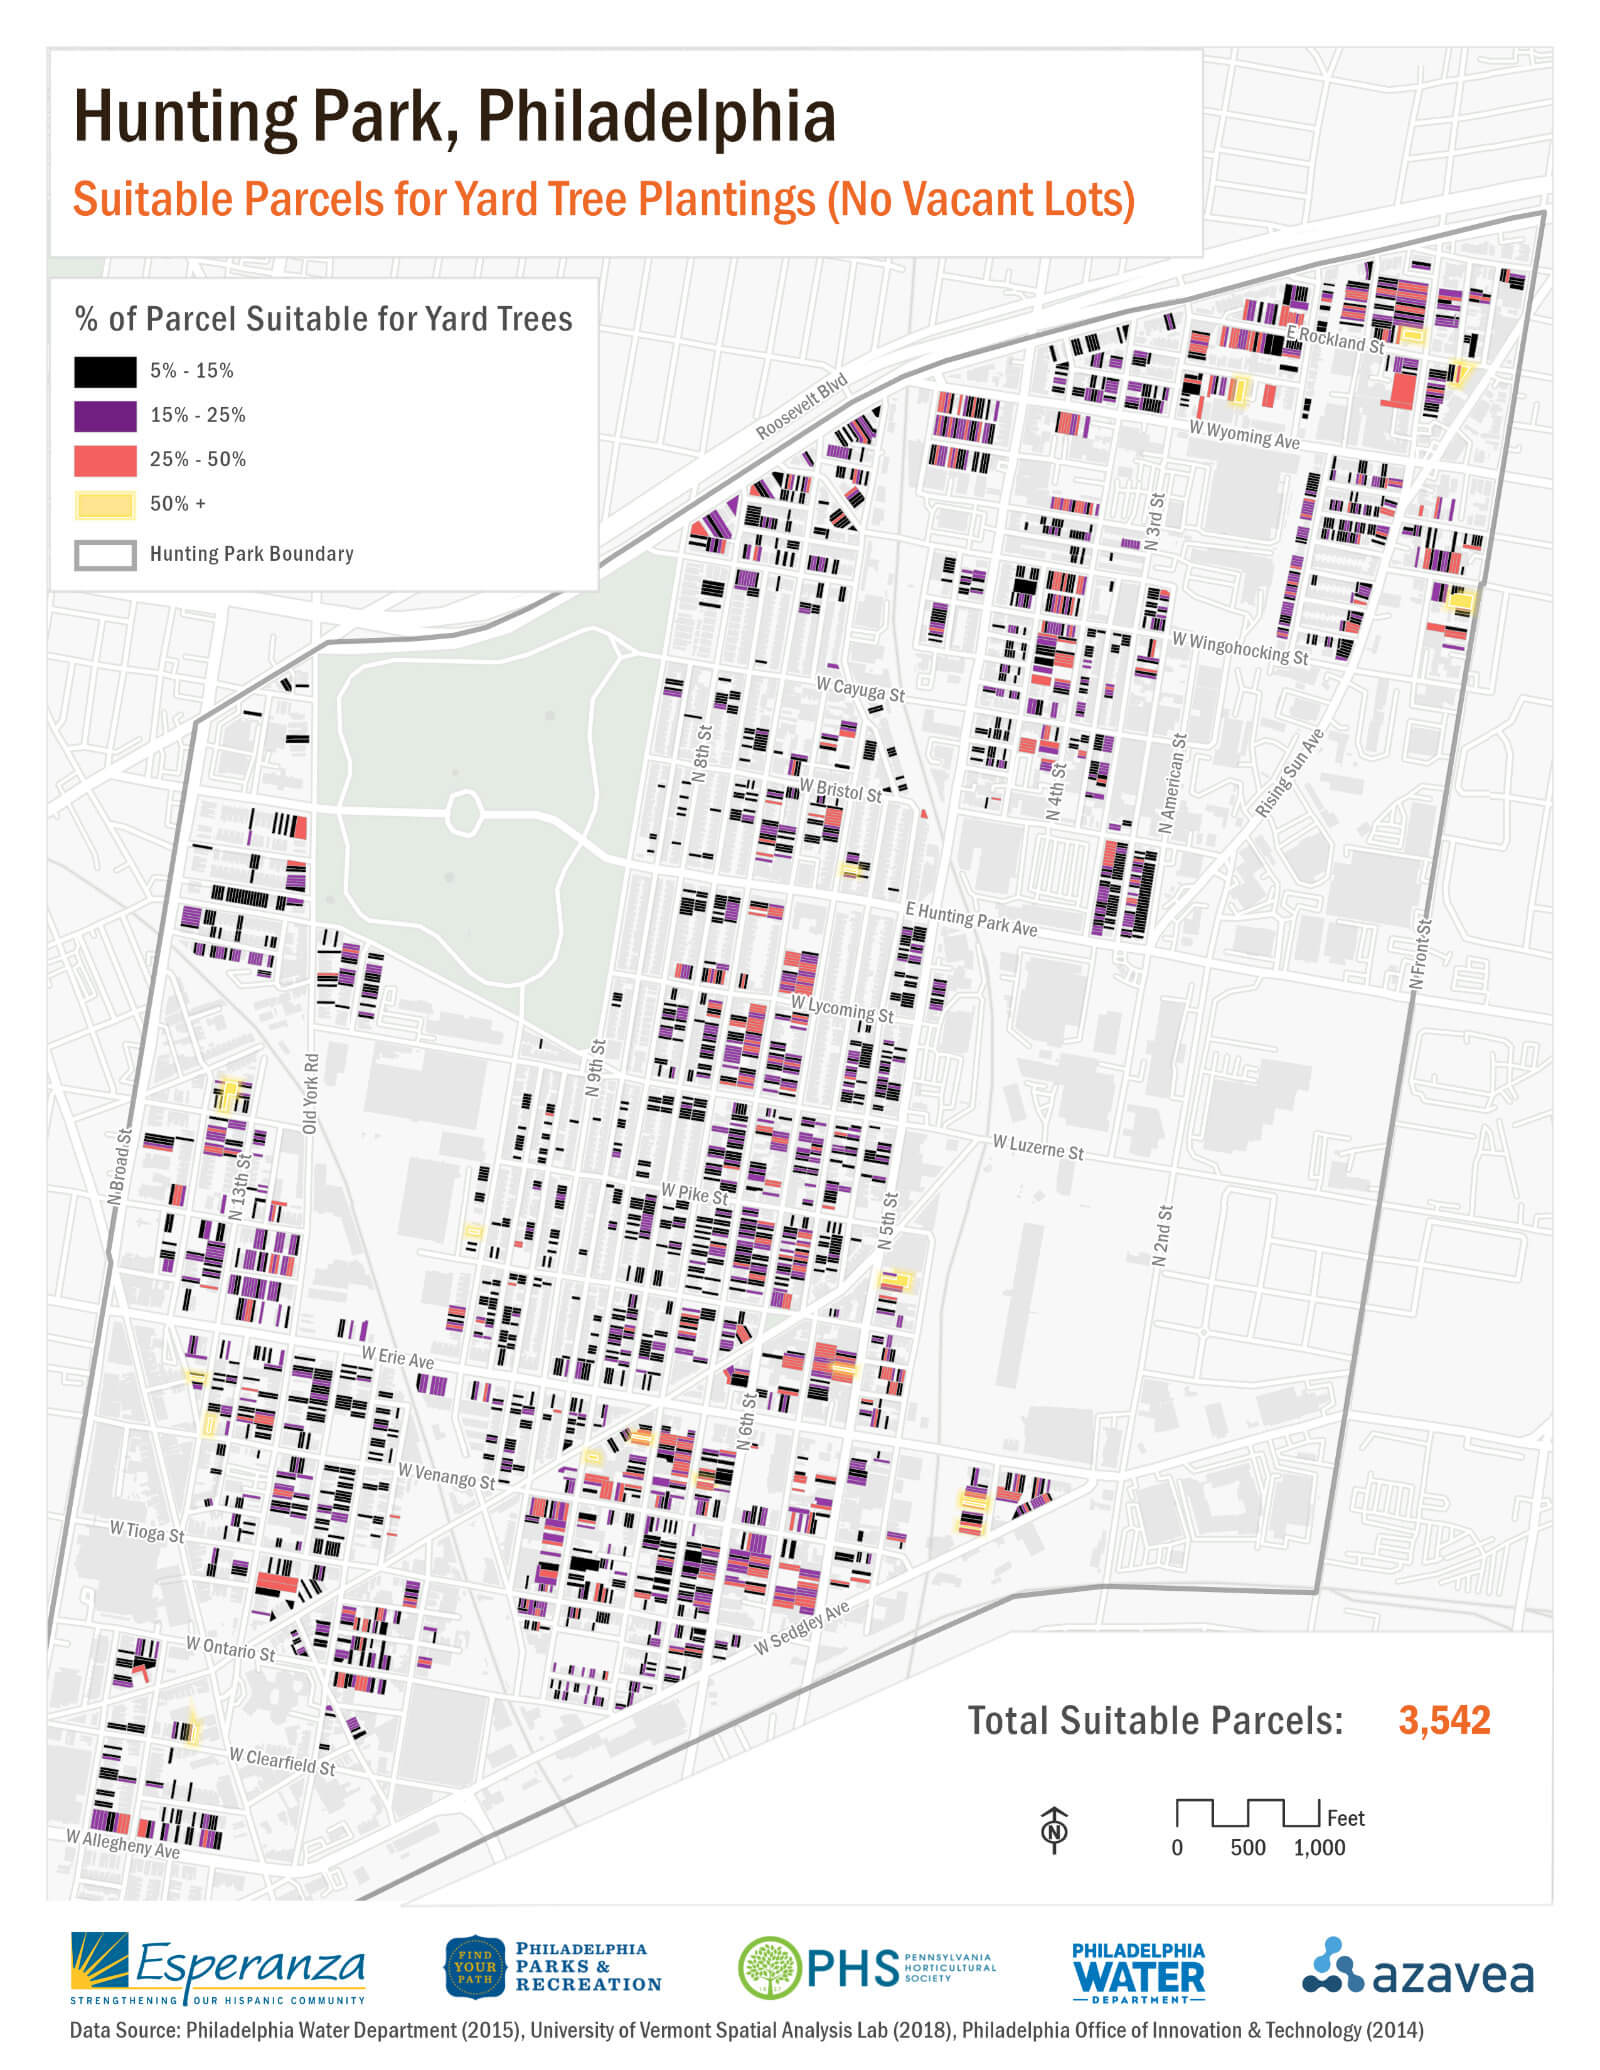 Hunting Park, Philadelphia
Suitable Parcels for Yard Tree Plantings (No Vacant Lots)
% of Parcel Suitable for Yard Trees
5% - 15%
15% - 25%
25% - 50%
50% +
Hunting Park Boundary
Roosevelt Blvd
E Rockland St
W Wyoming Ave
N 3rd St
W Wingohocking St
W Cayuga St
N 8th St
W Bristol St
N 4th St
N American St
Rising Sun Ave
E Hunting Park Ave
N Front St
W Lycoming St
N 9th St
Old York Rd
N Broad St
N 13th St
W Luzerne St
W Pike St
N 5th St
N 2nd St
W Erie Ave
N 6th St
W Venango St
W Tioga St
W Sedgley Ave
W Ontario St
W Clearfield St
W Allegheny Ave
Total Suitable Parcels: 3,542
N
Feet
0 500 1,000
Esperanza
STRENGTHENING OUR HISPANIC COMMUNITY
FIND
YOUR
PATH
PHILADELPHIA
PARKS &
RECREATION
PHS
PENNSYLVANIA
HORTICULTURAL
SOCIETY
PHILADELPHIA
WATER
DEPARTMENT
azavea
Data Source: Philadelphia Water Department (2015), University of Vermont Spatial Analysis Lab (2018), Philadelphia Office of Innovation & Technology (2014)